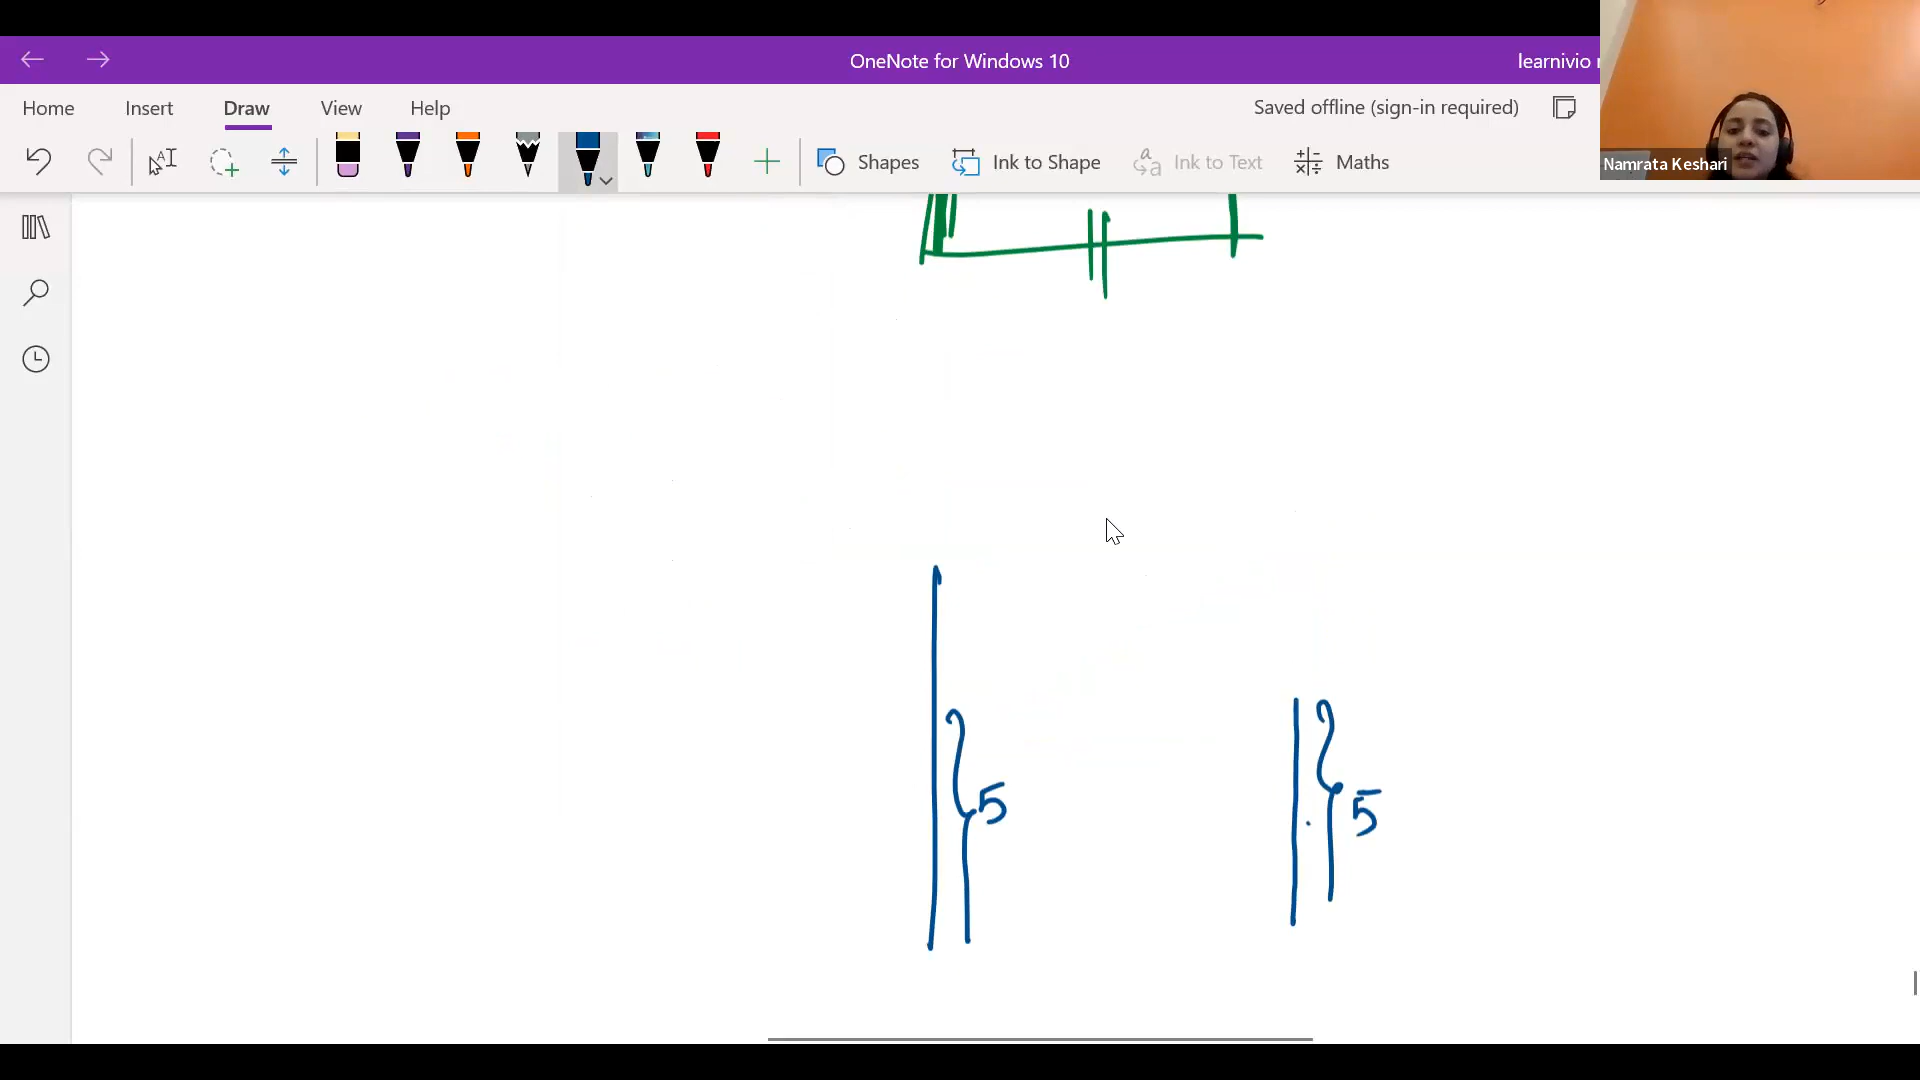 OneNote for Windows 10
learnivio
Home Insert Draw View Help
Saved offline (sign-in required)
Shapes Ink to Shape Ink to Text Maths
Namrata Keshari
5
5